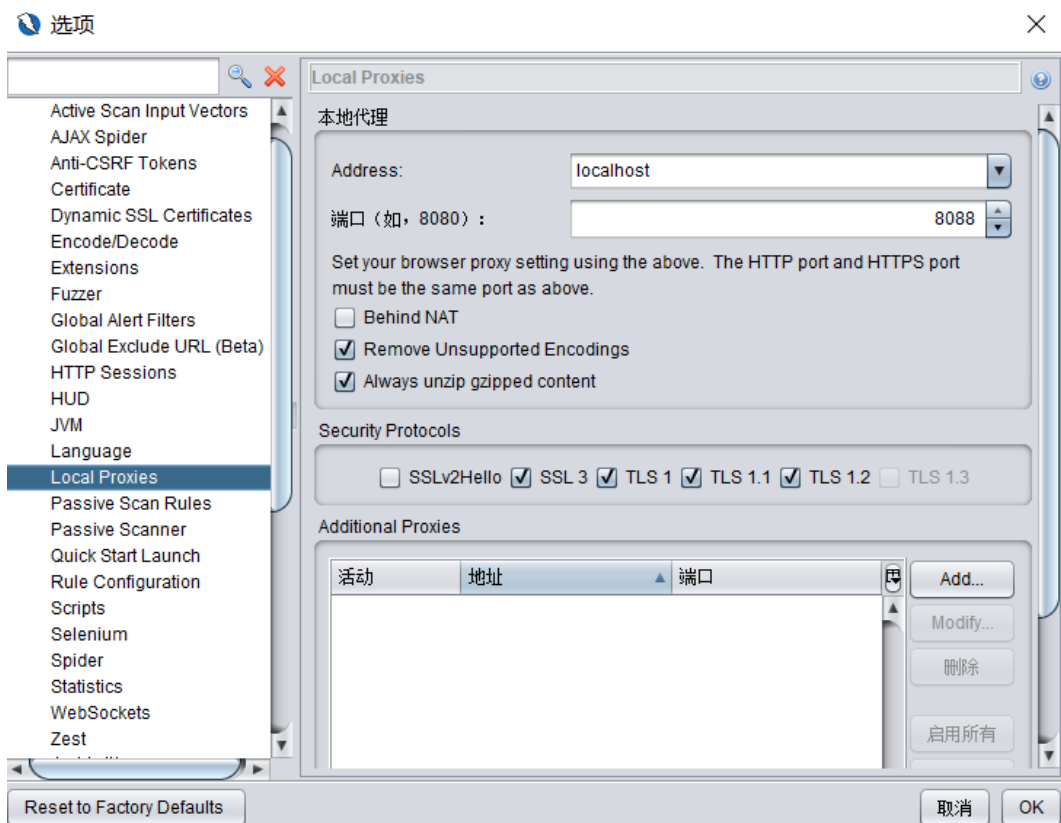 选项
Active Scan Input Vectors
AJAX Spider
Anti-CSRF Tokens
Certificate
Dynamic SSL Certificates
Encode/Decode
Extensions
Fuzzer
Global Alert Filters
Global Exclude URL (Beta)
HTTP Sessions
HUD
JVM
Language
Local Proxies
Passive Scan Rules
Passive Scanner
Quick Start Launch
Rule Configuration
Scripts
Selenium
Spider
Statistics
WebSockets
Zest
Local Proxies
本地代理
Address: localhost
端口（如，8080）： 8088
Set your browser proxy setting using the above. The HTTP port and HTTPS port
must be the same port as above.
Behind NAT
Remove Unsupported Encodings
Always unzip gzipped content
Security Protocols
SSLv2Hello SSL 3 TLS 1 TLS 1.1 TLS 1.2 TLS 1.3
Additional Proxies
活动 地址 端口
Add...
Modify...
删除
启用所有
Reset to Factory Defaults 取消 OK